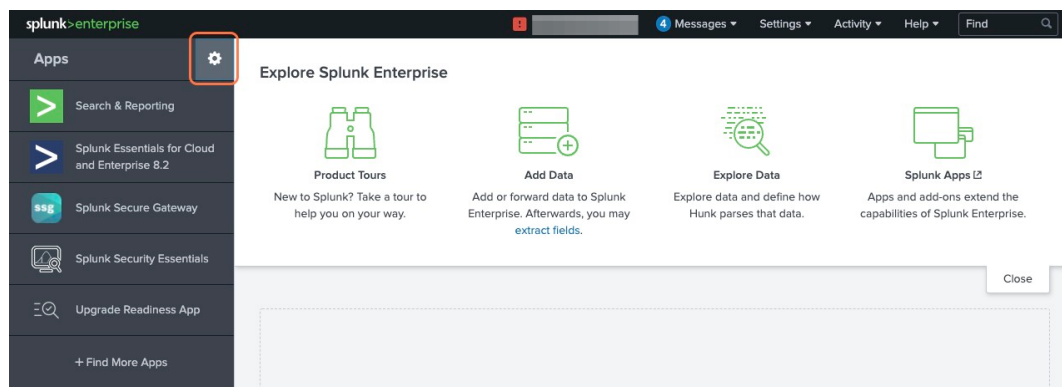 splunk>enterprise
! 4 Messages ▾ Settings ▾ Activity ▾ Help ▾ Find
Apps
Explore Splunk Enterprise
Search & Reporting
Splunk Essentials for Cloud
and Enterprise 8.2
ssg Splunk Secure Gateway
Splunk Security Essentials
Upgrade Readiness App
+ Find More Apps
Product Tours
New to Splunk? Take a tour to
help you on your way.
Add Data
Add or forward data to Splunk
Enterprise. Afterwards, you may
extract fields.
Explore Data
Explore data and define how
Hunk parses that data.
Splunk Apps
Apps and add-ons extend the
capabilities of Splunk Enterprise.
Close